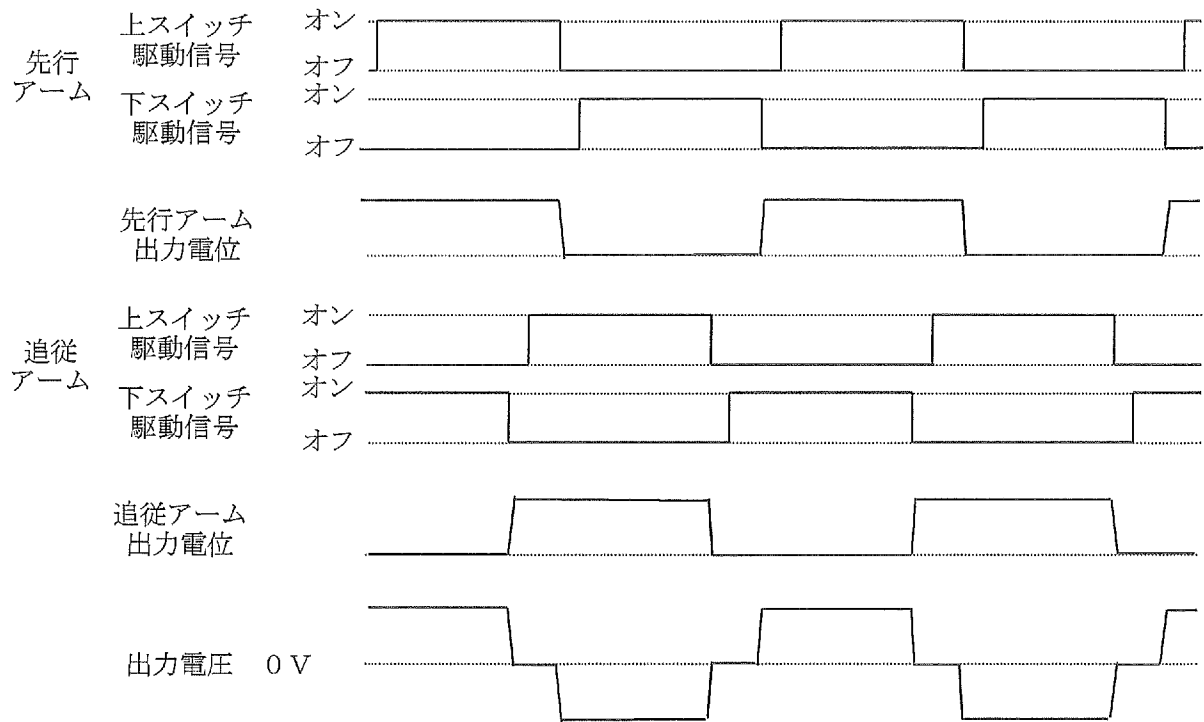 先行
アーム
上スイッチ
駆動信号
オン
オフ
下スイッチ
駆動信号
オン
オフ
先行アーム
出力電位
追従
アーム
上スイッチ
駆動信号
オン
オフ
下スイッチ
駆動信号
オン
オフ
追従アーム
出力電位
出力電圧 0V